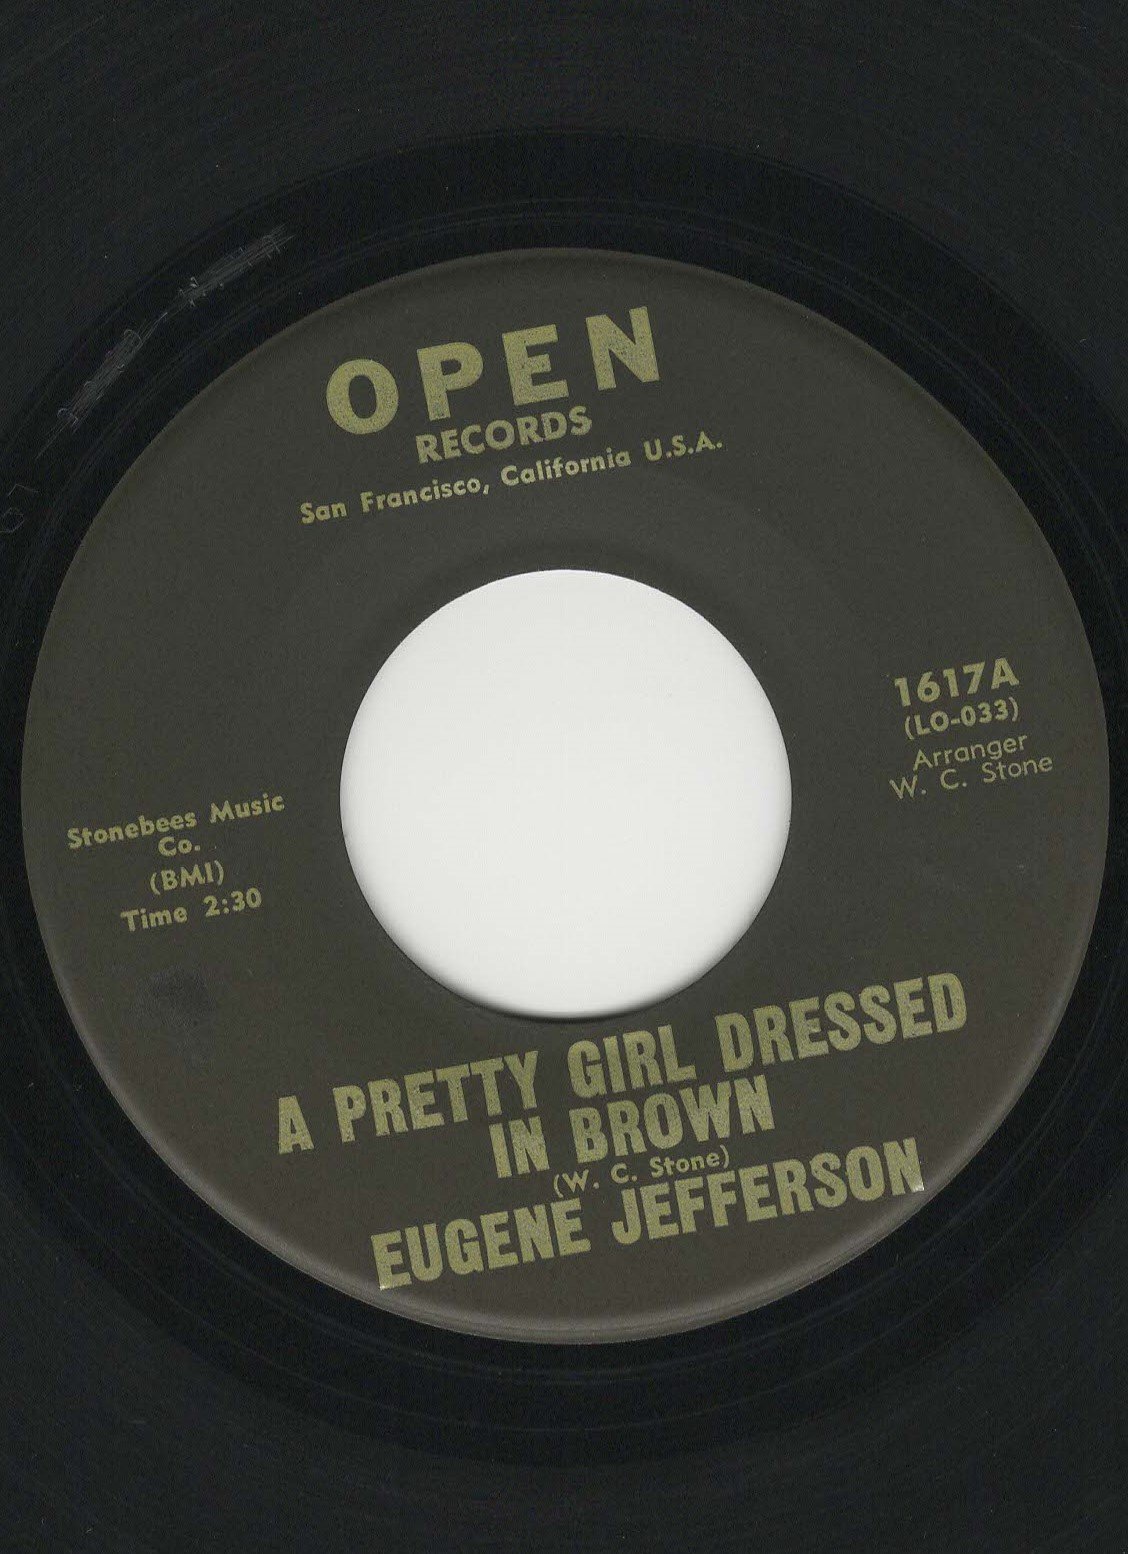 OPEN
RECORDS
San Francisco, California U.S.A.
1617A
(LO-033)
Arranger
W. C. Stone
Stonebees Music
Co.
(BMI)
Time 2:30
A PRETTY GIRL DRESSED
IN BROWN
(W. C. Stone)
EUGENE JEFFERSON